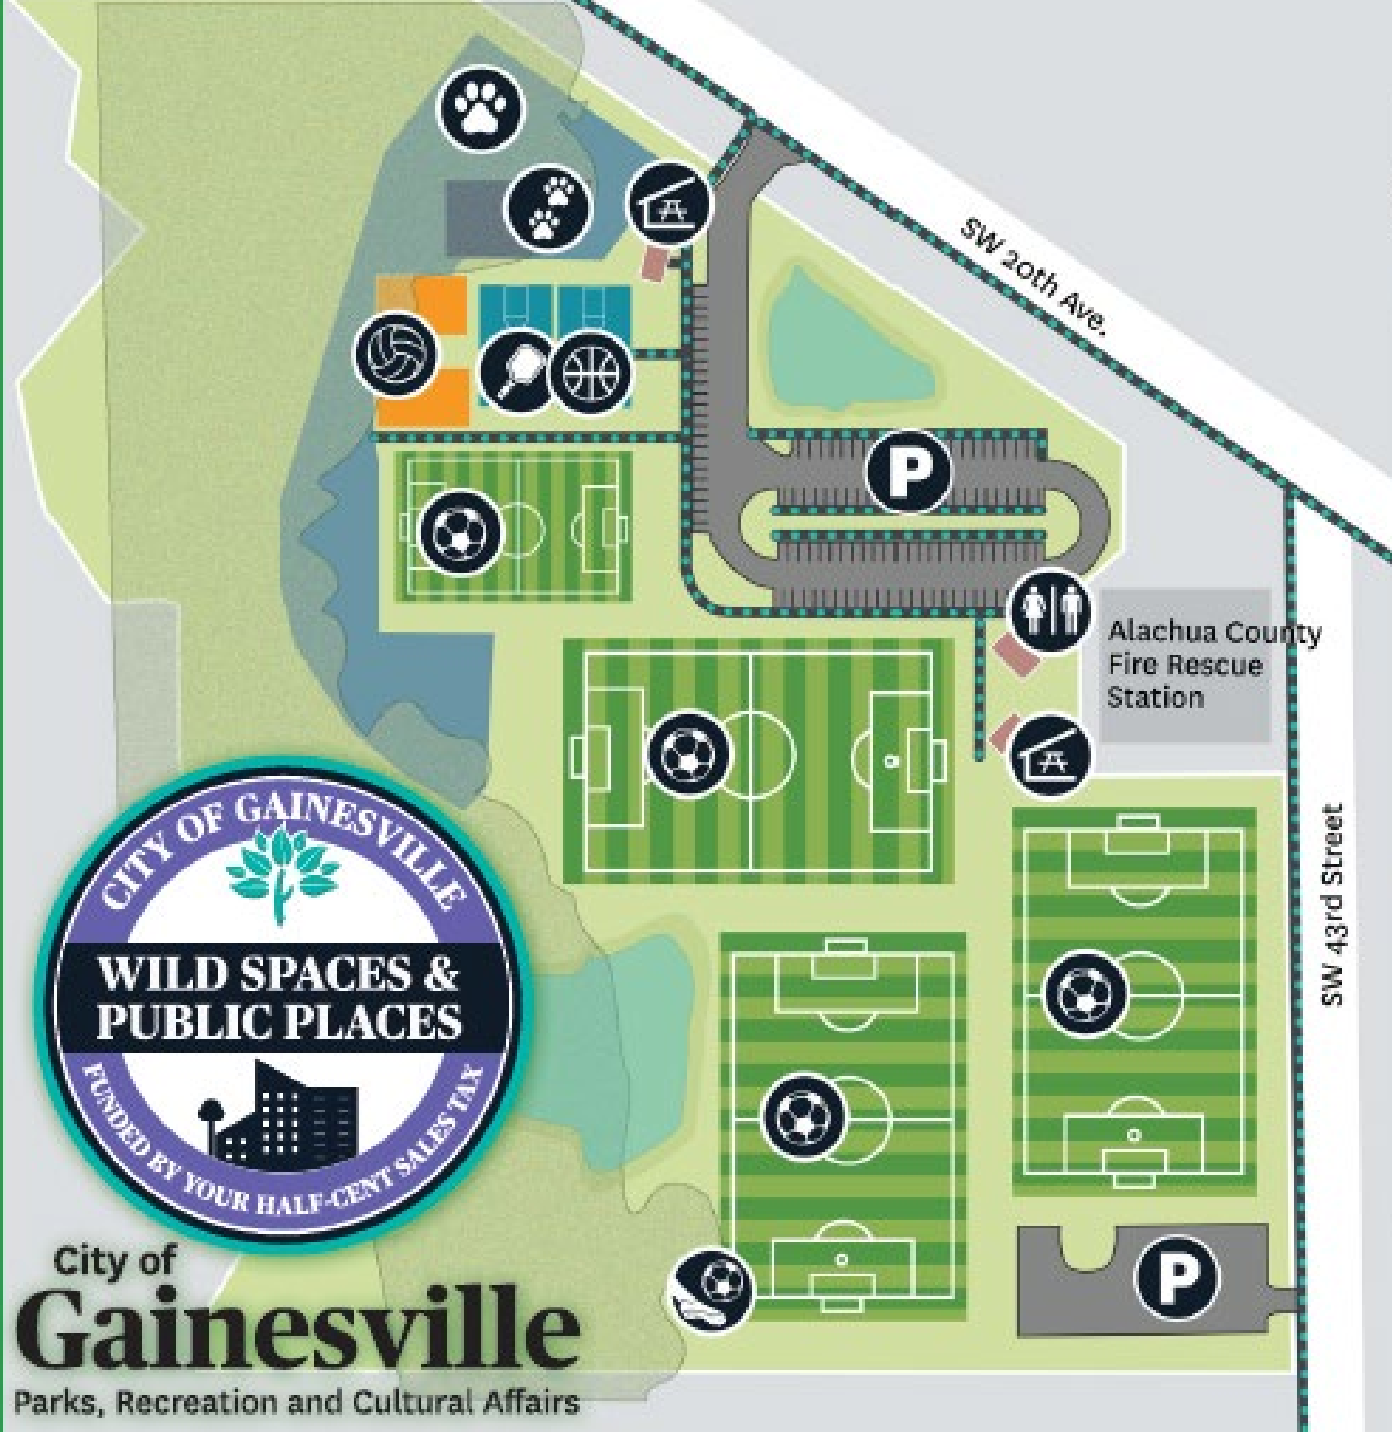 SW 20th Ave.
P
Alachua County
Fire Rescue
Station
SW 43rd Street
CITY OF GAINESVILLE
WILD SPACES &
PUBLIC PLACES
FUNDED BY YOUR HALF-CENT SALES TAX
P
City of
Gainesville
Parks, Recreation and Cultural Affairs